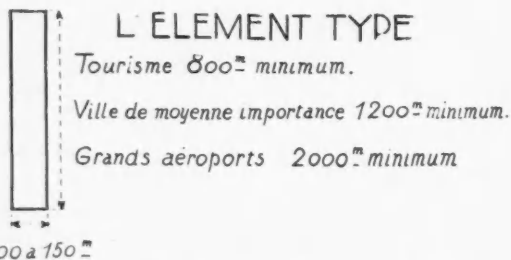 L ELEMENT TYPE
Tourisme 800ᵐ minimum.
Ville de moyenne importance 1200ᵐ minimum.
Grands aéroports 2000ᵐ minimum
00 a 150ᵐ